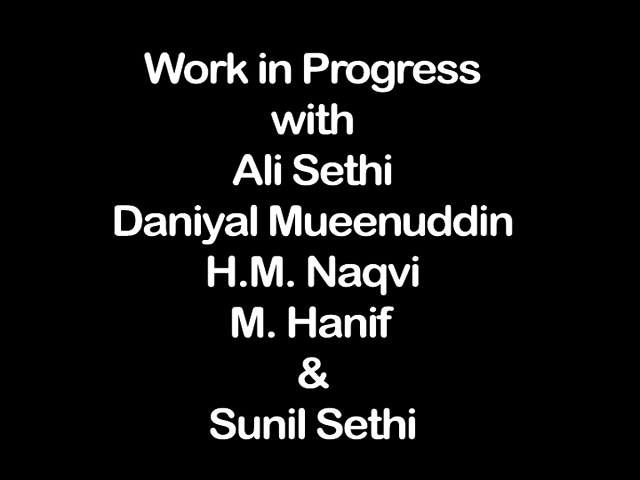 Work in Progress
with
Ali Sethi
Daniyal Mueenuddin
H.M. Naqvi
M. Hanif
&
Sunil Sethi